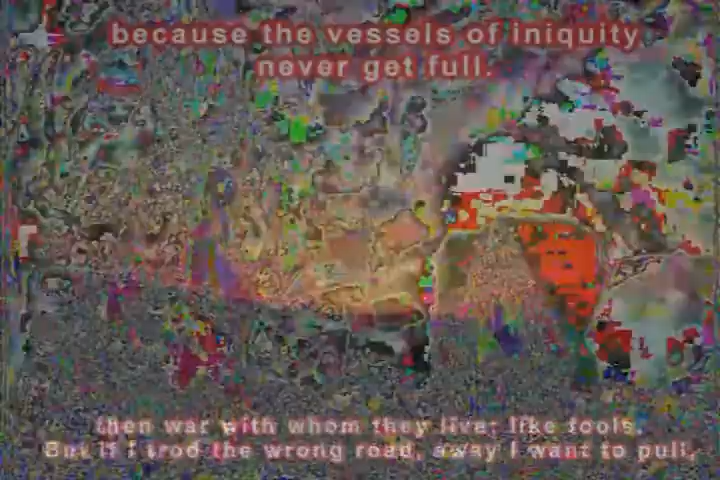 because the vessels of iniquity
never get full.
then war with whom they live: like fools.
But if i trod the wrong road, away I want to pull,